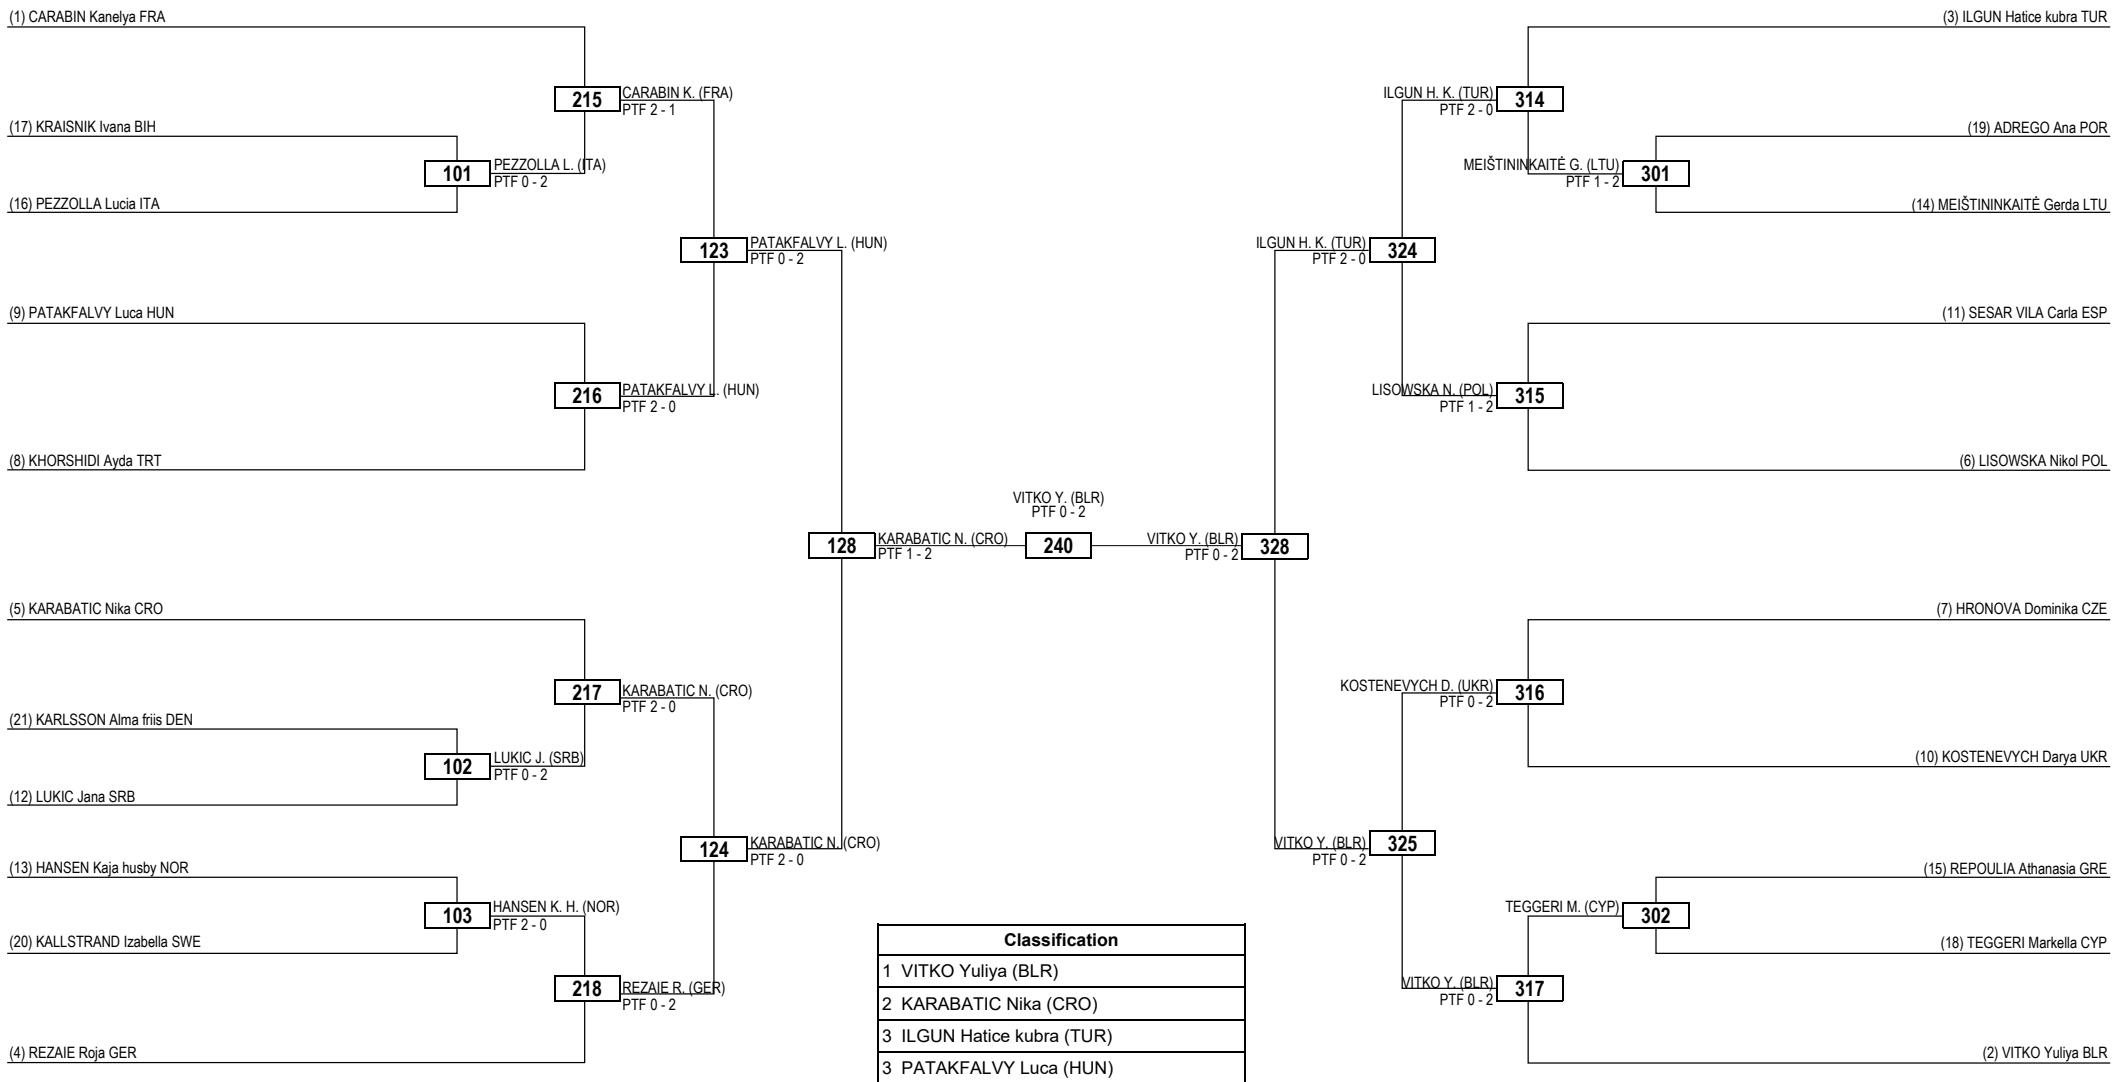 (1) CARABIN Kanelya FRA
(17) KRAISNIK Ivana BIH
(16) PEZZOLLA Lucia ITA
(9) PATAKFALVY Luca HUN
(8) KHORSHIDI Ayda TRT
(5) KARABATIC Nika CRO
(21) KARLSSON Alma friis DEN
(12) LUKIC Jana SRB
(13) HANSEN Kaja husby NOR
(20) KALLSTRAND Izabella SWE
(4) REZAIE Roja GER
101
PEZZOLLA L. (ITA)
PTF 0 - 2
102
LUKIC J. (SRB)
PTF 0 - 2
103
HANSEN K. H. (NOR)
PTF 2 - 0
215
CARABIN K. (FRA)
PTF 2 - 1
216
PATAKFALVY L. (HUN)
PTF 2 - 0
217
KARABATIC N. (CRO)
PTF 2 - 0
218
REZAIE R. (GER)
PTF 0 - 2
123
PATAKFALVY L. (HUN)
PTF 0 - 2
124
KARABATIC N. (CRO)
PTF 2 - 0
128
KARABATIC N. (CRO)
PTF 1 - 2
VITKO Y. (BLR)
PTF 0 - 2
240
VITKO Y. (BLR)
PTF 0 - 2
328
ILGUN H. K. (TUR)
PTF 2 - 0
324
VITKO Y. (BLR)
PTF 0 - 2
325
ILGUN H. K. (TUR)
PTF 2 - 0
314
LISOWSKA N. (POL)
PTF 1 - 2
315
KOSTENEVYCH D. (UKR)
PTF 0 - 2
316
VITKO Y. (BLR)
PTF 0 - 2
317
MEIŠTININKAITĖ G. (LTU)
PTF 1 - 2
301
TEGGERI M. (CYP)
302
(3) ILGUN Hatice kubra TUR
(19) ADREGO Ana POR
(14) MEIŠTININKAITĖ Gerda LTU
(11) SESAR VILA Carla ESP
(6) LISOWSKA Nikol POL
(7) HRONOVA Dominika CZE
(10) KOSTENEVYCH Darya UKR
(15) REPOULIA Athanasia GRE
(18) TEGGERI Markella CYP
(2) VITKO Yuliya BLR
Classification
1 VITKO Yuliya (BLR)
2 KARABATIC Nika (CRO)
3 ILGUN Hatice kubra (TUR)
3 PATAKFALVY Luca (HUN)